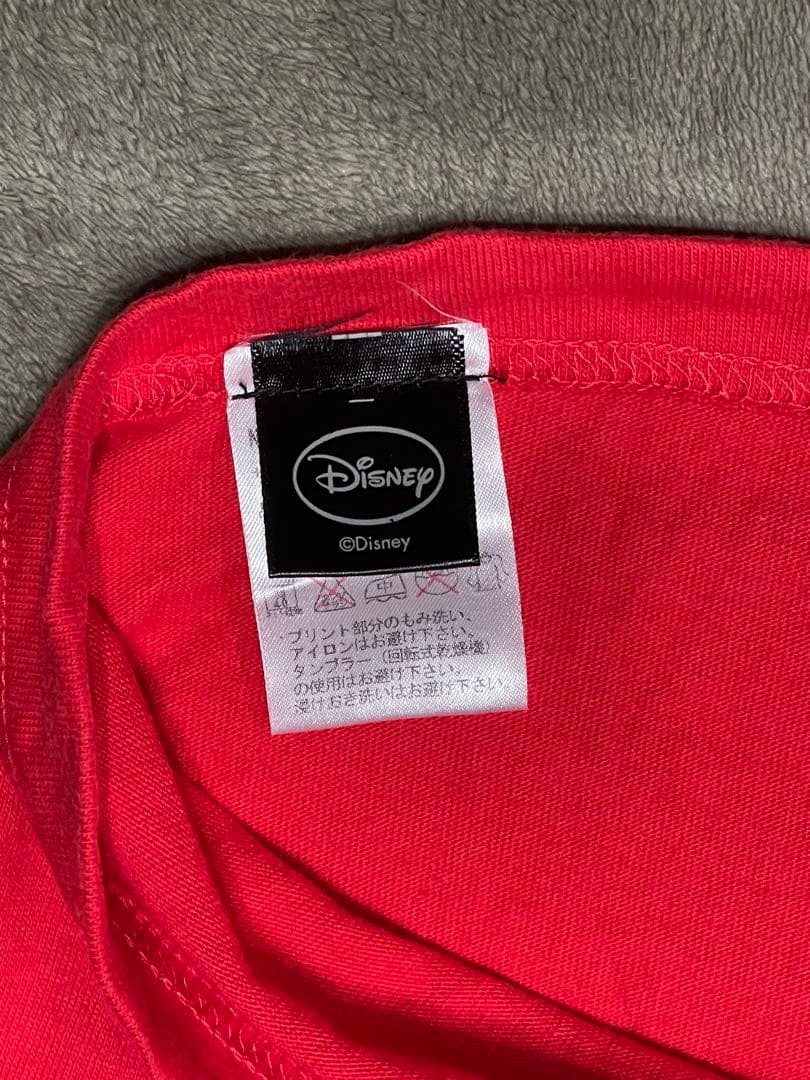 Disney
©Disney
・プリント部分のもみ洗い、
アイロンはお避け下さい。
タンブラー（回転式乾燥機）
の使用はお避け下さい。
浸けおき洗いはお避け下さい